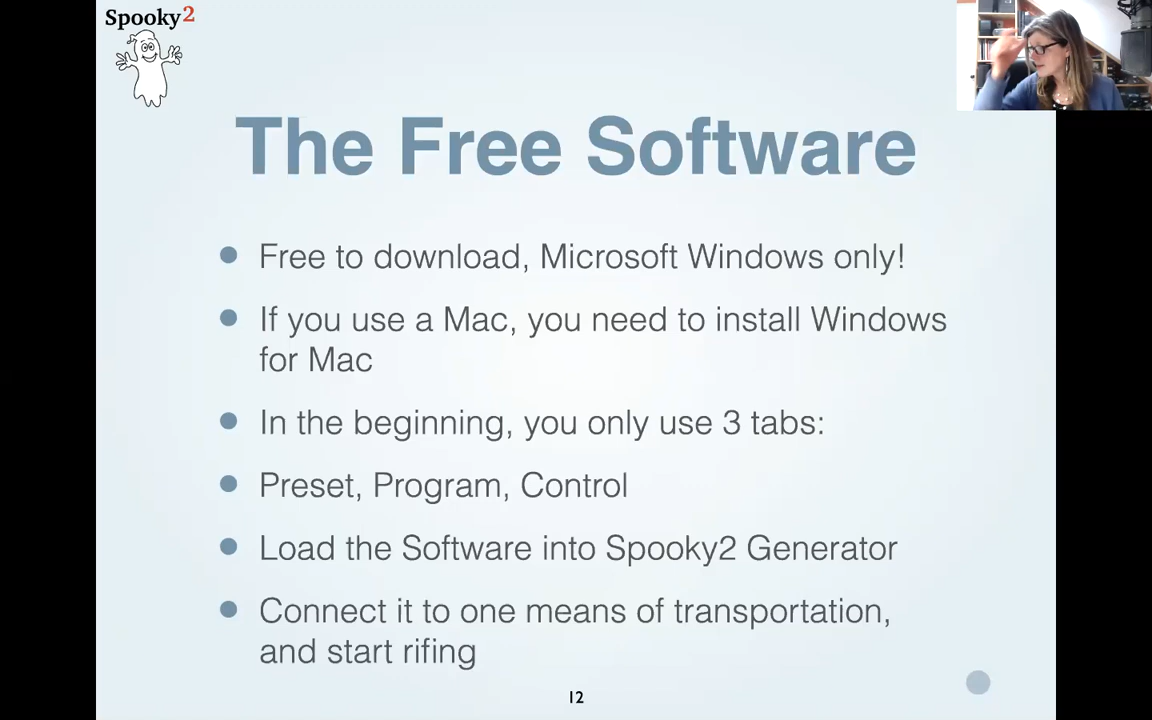 Spooky2
The Free Software
Free to download, Microsoft Windows only!
If you use a Mac, you need to install Windows
for Mac
In the beginning, you only use 3 tabs:
Preset, Program, Control
Load the Software into Spooky2 Generator
Connect it to one means of transportation,
and start rifing
12